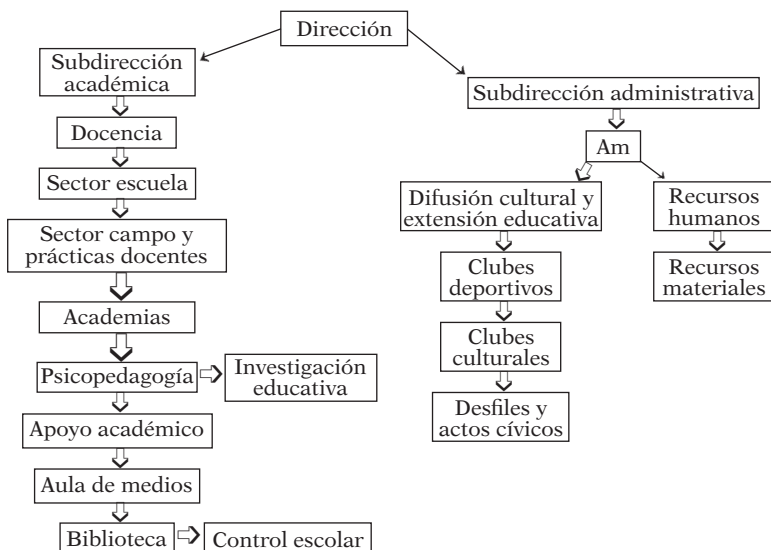 Dirección
Subdirección
académica
Docencia
Sector escuela
Sector campo y
prácticas docentes
Academias
Psicopedagogía
Investigación
educativa
Apoyo académico
Aula de medios
Biblioteca
Control escolar
Subdirección administrativa
Am
Difusión cultural y
extensión educativa
Clubes
deportivos
Clubes
culturales
Desfiles y
actos cívicos
Recursos
humanos
Recursos
materiales